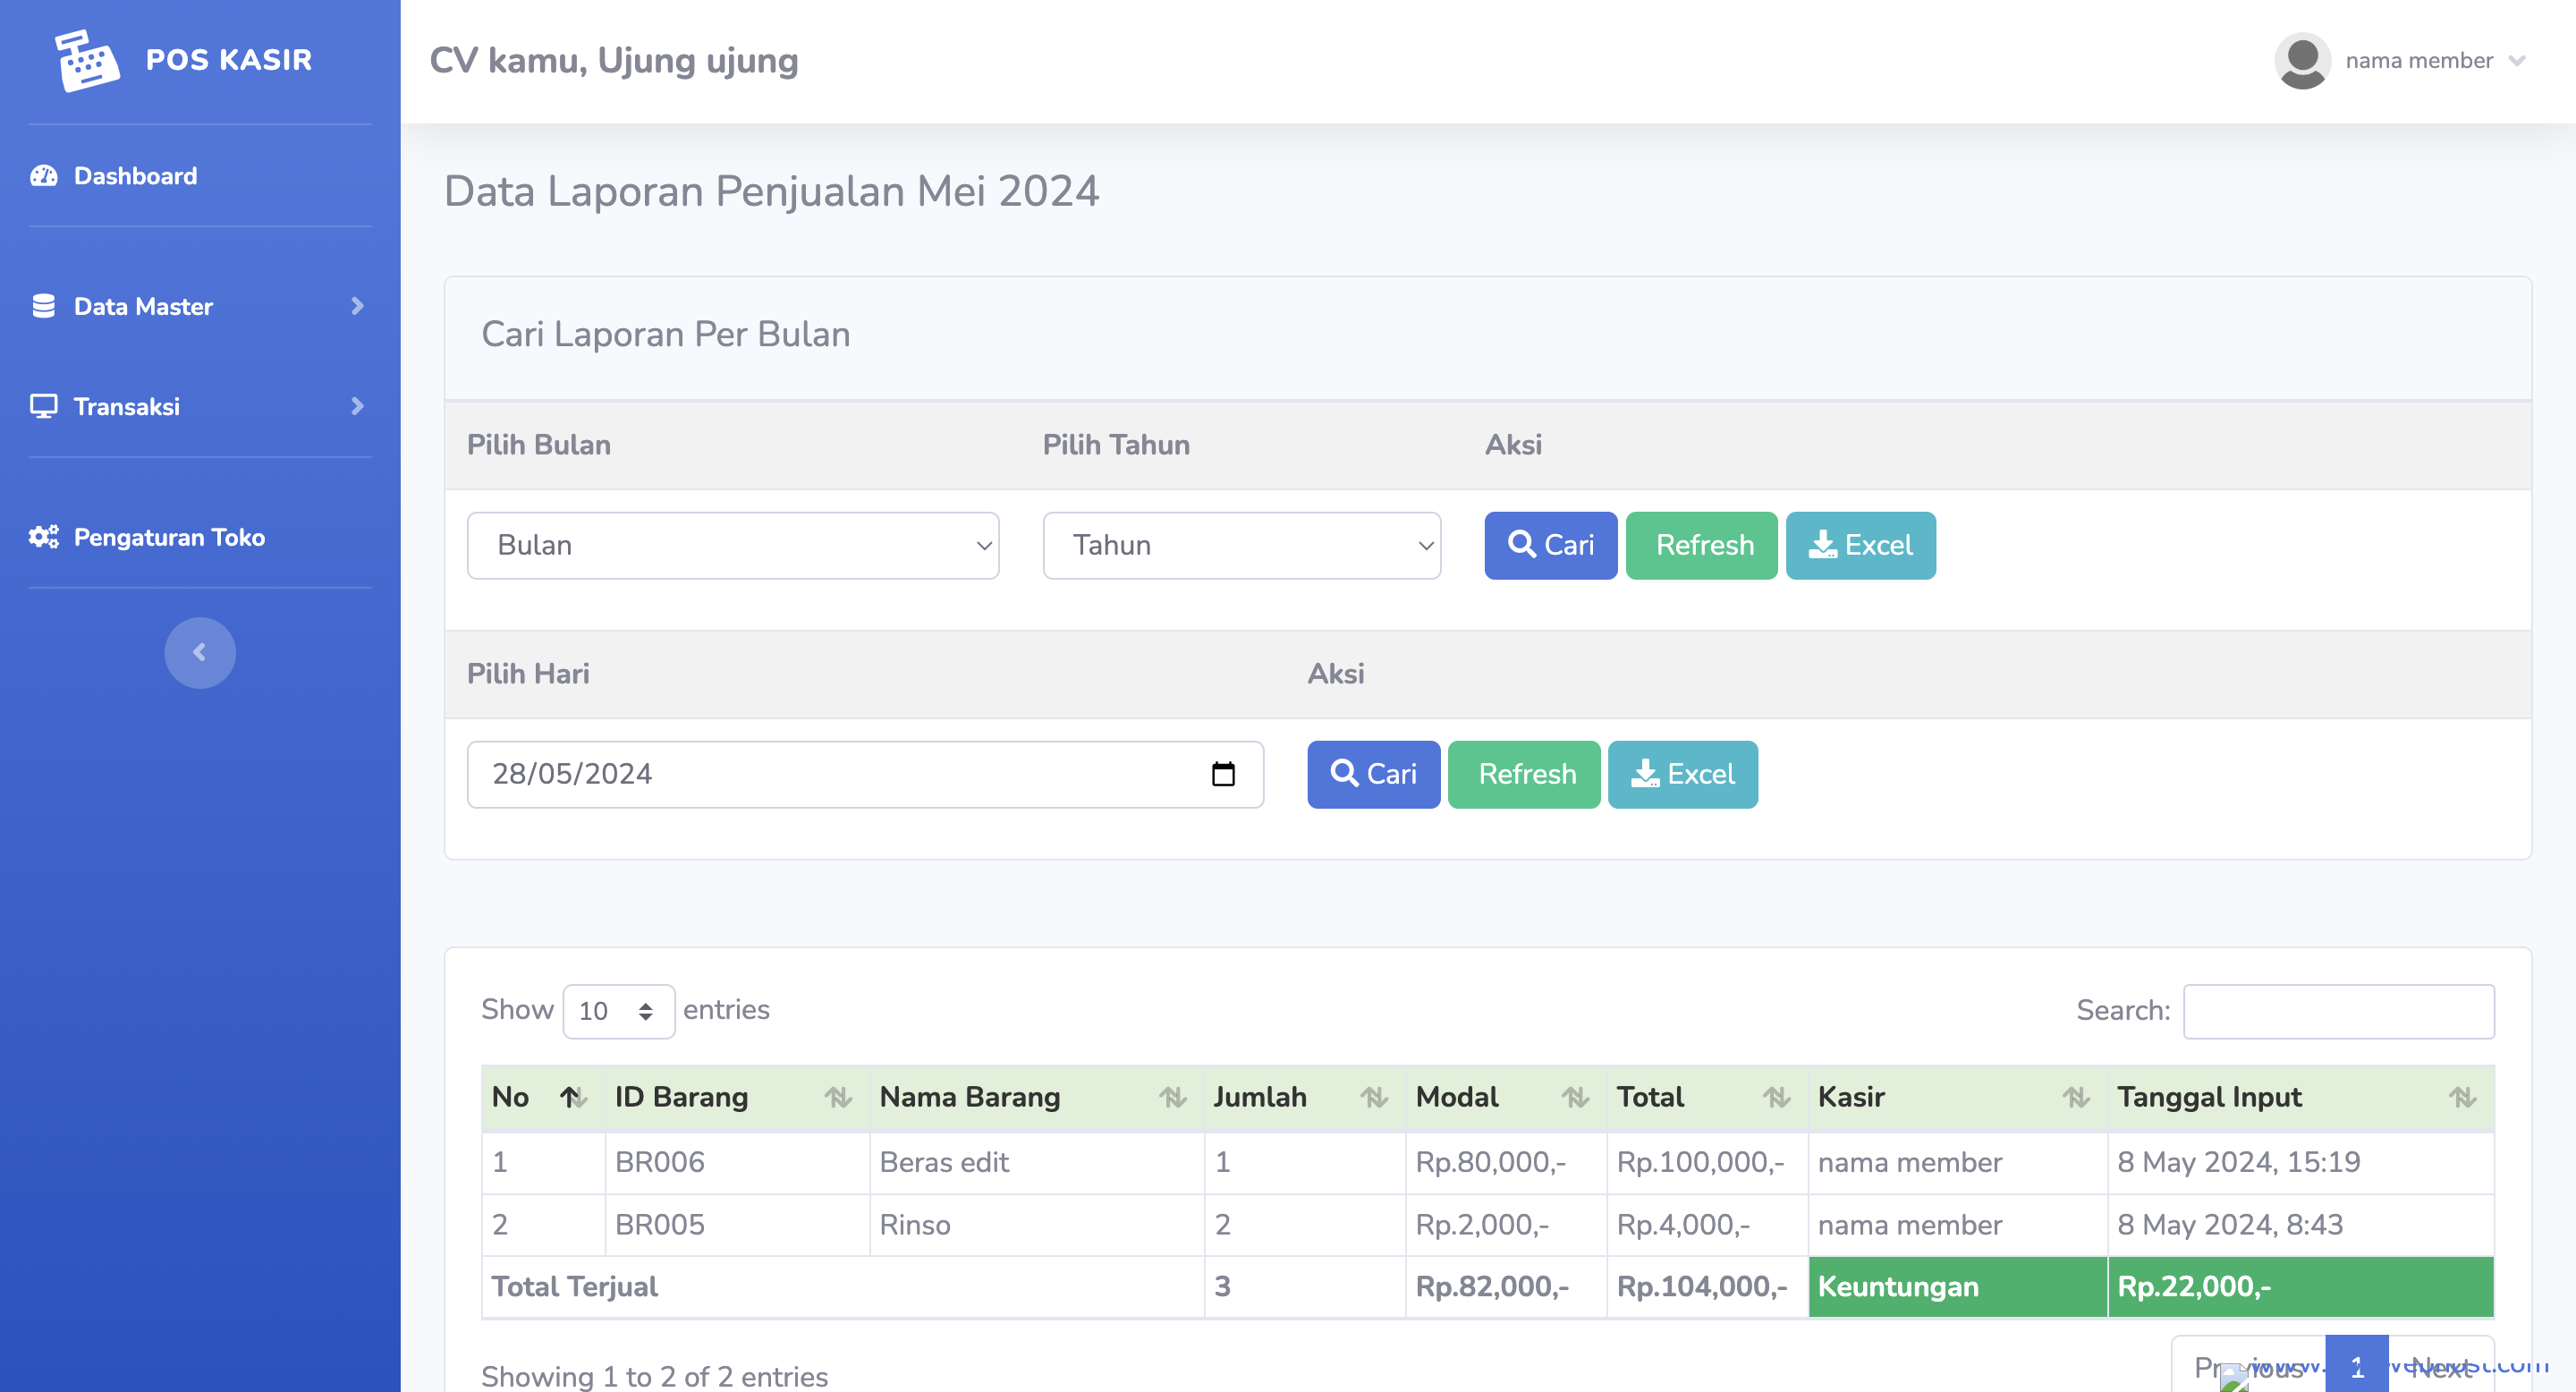 POS KASIR
CV kamu, Ujung ujung
nama member
Dashboard
Data Master
Transaksi
Pengaturan Toko
Data Laporan Penjualan Mei 2024
Cari Laporan Per Bulan
Pilih Bulan Pilih Tahun Aksi
Bulan Tahun Cari Refresh Excel
Pilih Hari Aksi
28/05/2024 Cari Refresh Excel
Show 10 entries Search:
No ID Barang Nama Barang Jumlah Modal Total Kasir Tanggal Input
1 BR006 Beras edit 1 Rp.80,000,- Rp.100,000,- nama member 8 May 2024, 15:19
2 BR005 Rinso 2 Rp.2,000,- Rp.4,000,- nama member 8 May 2024, 8:43
Total Terjual 3 Rp.82,000,- Rp.104,000,- Keuntungan Rp.22,000,-
Showing 1 to 2 of 2 entries
Previous 1 Next